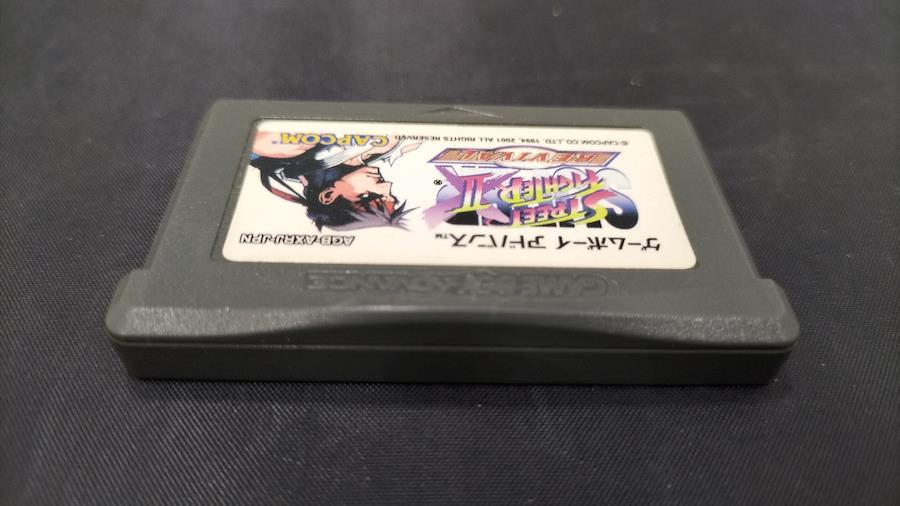 GAME BOY ADVANCE
ゲームボーイ アドバンス™
AGB-AXRJ-JPN
SUPER
STREET
FIGHTER II®
X
REVIVAL
CAPCOM®
© CAPCOM CO.,LTD. 1994, 2001 ALL RIGHTS RESERVED.